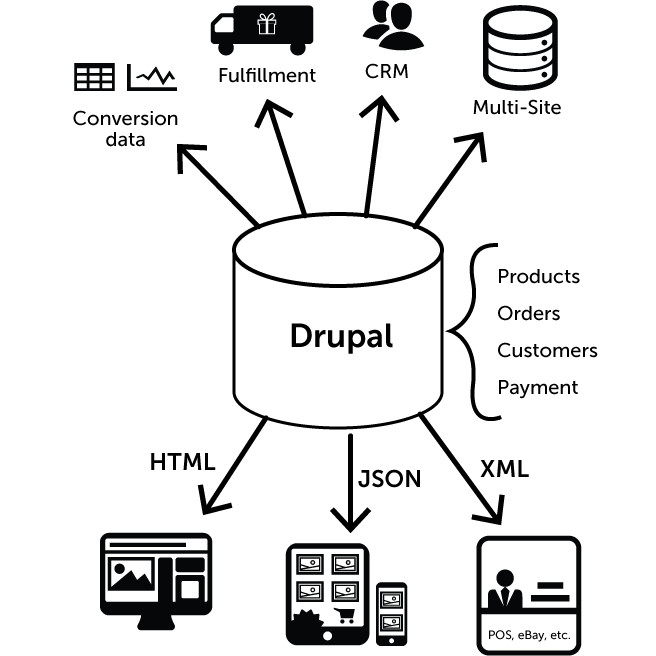 Fulfillment
CRM
Multi-Site
Conversion
data
Drupal
Products
Orders
Customers
Payment
HTML
JSON
XML
POS, eBay, etc.